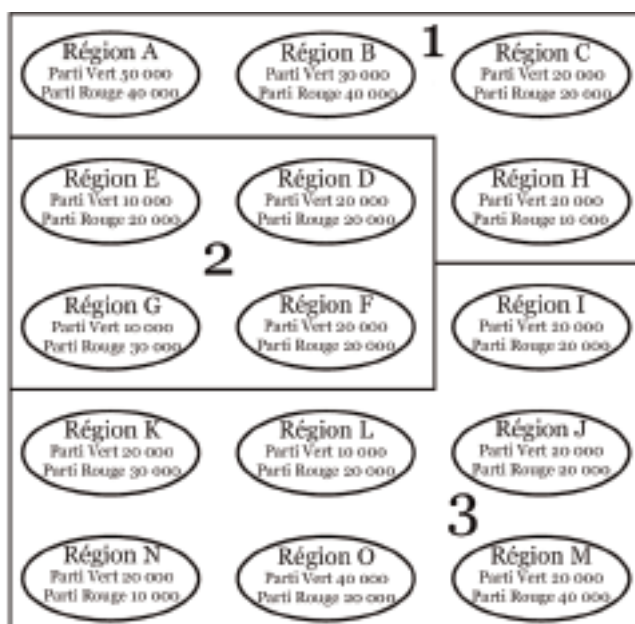 1
Région A
Parti Vert 50 000
Parti Rouge 40 000
Région B
Parti Vert 30 000
Parti Rouge 40 000
Région C
Parti Vert 20 000
Parti Rouge 20 000
Région E
Parti Vert 10 000
Parti Rouge 20 000
Région D
Parti Vert 20 000
Parti Rouge 20 000
Région H
Parti Vert 20 000
Parti Rouge 10 000
2
Région G
Parti Vert 10 000
Parti Rouge 30 000
Région F
Parti Vert 20 000
Parti Rouge 20 000
Région I
Parti Vert 20 000
Parti Rouge 20 000
Région K
Parti Vert 20 000
Parti Rouge 30 000
Région L
Parti Vert 10 000
Parti Rouge 20 000
Région J
Parti Vert 20 000
Parti Rouge 20 000
3
Région N
Parti Vert 20 000
Parti Rouge 10 000
Région O
Parti Vert 40 000
Parti Rouge 20 000
Région M
Parti Vert 20 000
Parti Rouge 40 000